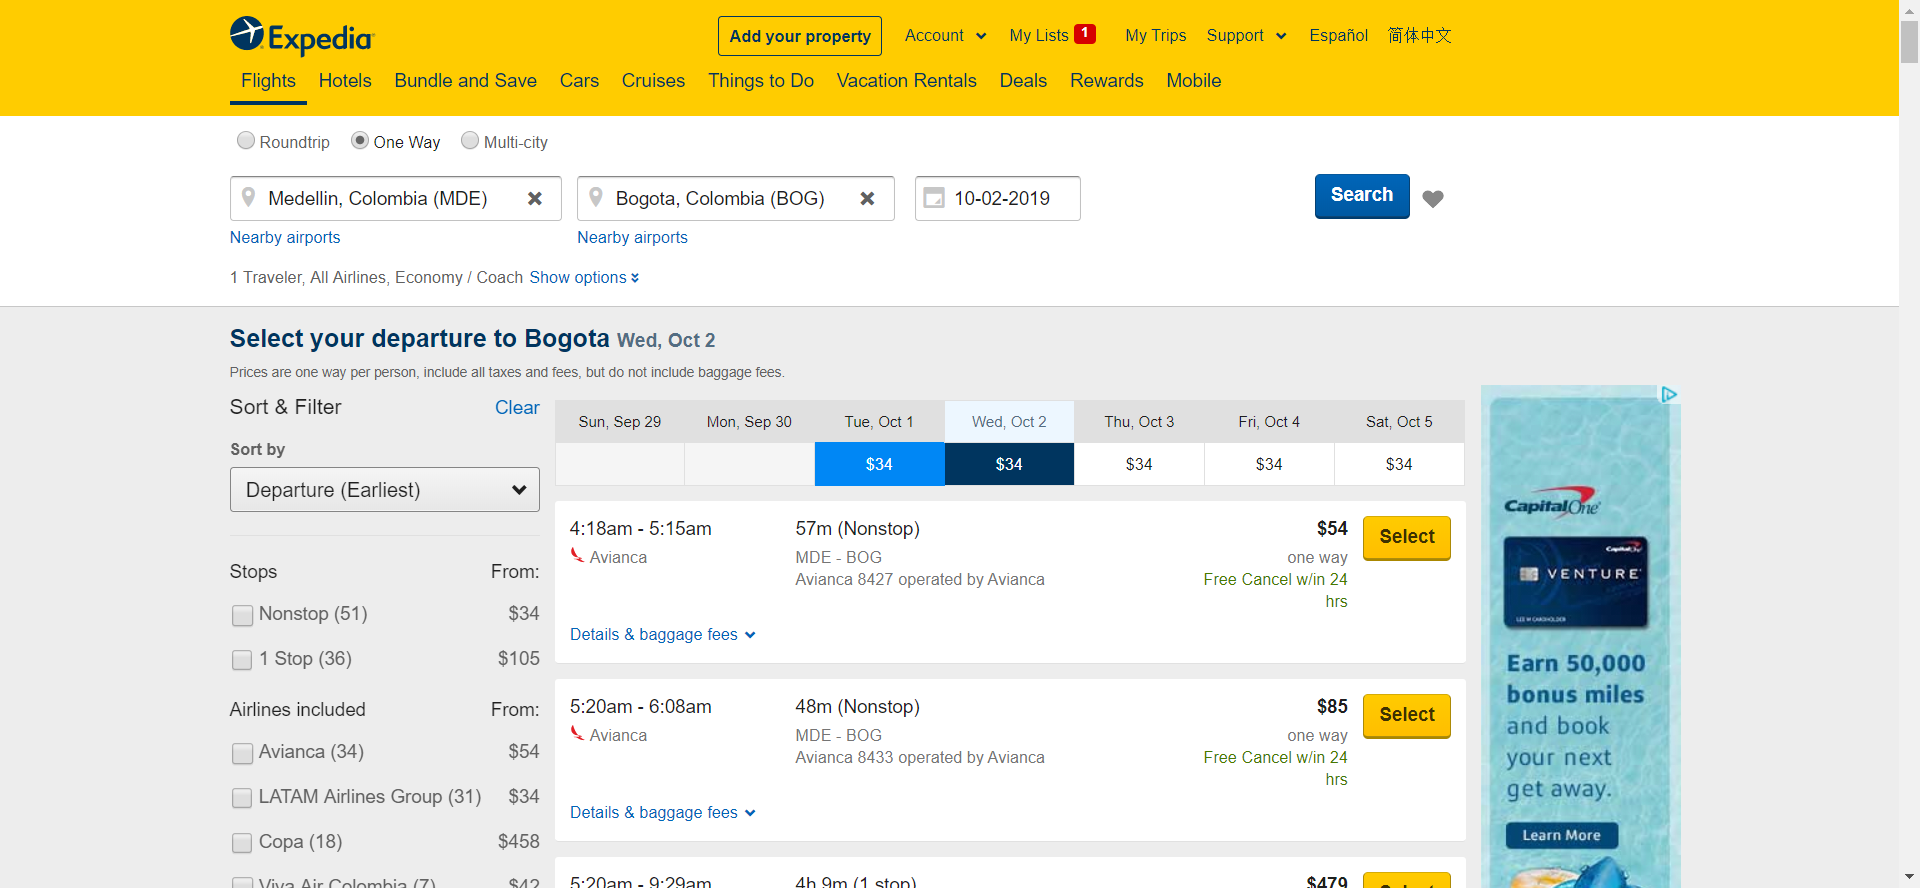 Expedia
Add your property
Account
My Lists 1
My Trips
Support
Español
简体中文
Flights
Hotels
Bundle and Save
Cars
Cruises
Things to Do
Vacation Rentals
Deals
Rewards
Mobile
Roundtrip
One Way
Multi-city
Medellin, Colombia (MDE)
Bogota, Colombia (BOG)
10-02-2019
Search
Nearby airports
Nearby airports
1 Traveler, All Airlines, Economy / Coach Show options
Select your departure to Bogota Wed, Oct 2
Prices are one way per person, include all taxes and fees, but do not include baggage fees.
Sort & Filter
Clear
Sort by
Departure (Earliest)
Stops From:
Nonstop (51) $34
1 Stop (36) $105
Airlines included From:
Avianca (34) $54
LATAM Airlines Group (31) $34
Copa (18) $458
Viva Air Colombia (7) $42
Sun, Sep 29
Mon, Sep 30
Tue, Oct 1
Wed, Oct 2
Thu, Oct 3
Fri, Oct 4
Sat, Oct 5
$34
$34
$34
$34
$34
4:18am - 5:15am
Avianca
57m (Nonstop)
MDE - BOG
Avianca 8427 operated by Avianca
$54
one way
Free Cancel w/in 24
hrs
Select
Details & baggage fees
5:20am - 6:08am
Avianca
48m (Nonstop)
MDE - BOG
Avianca 8433 operated by Avianca
$85
one way
Free Cancel w/in 24
hrs
Select
Details & baggage fees
5:20am - 9:29am
4h 9m (1 stop)
$479
Select
Capital One
Capital One
VENTURE
LEE M CARDHOLDER
Earn 50,000
bonus miles
and book
your next
get away.
Learn More